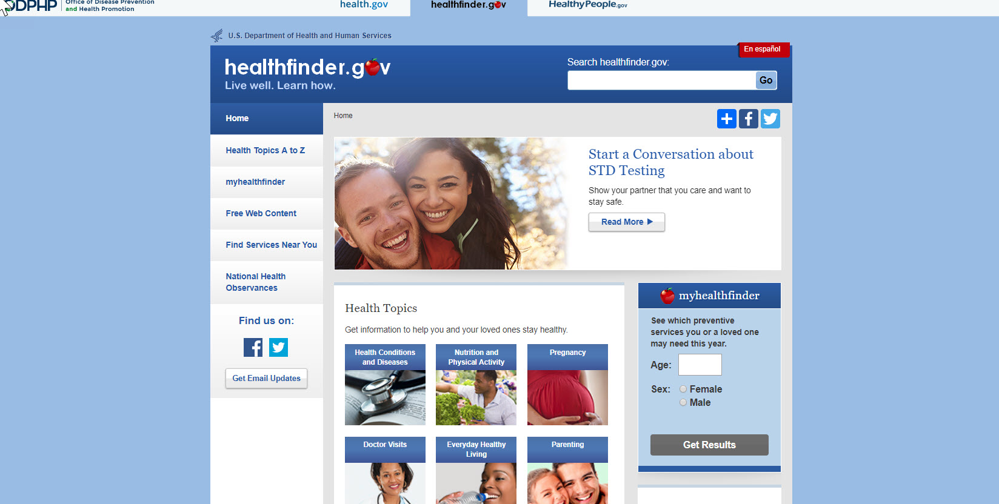 ODPHP
Office of Disease Prevention
and Health Promotion
health.gov
healthfinder.gov
HealthyPeople.gov
U.S. Department of Health and Human Services
En español
healthfinder.gov
Live well. Learn how.
Search healthfinder.gov:
Go
Home
Health Topics A to Z
myhealthfinder
Free Web Content
Find Services Near You
National Health
Observances
Find us on:
Get Email Updates
Home
Start a Conversation about
STD Testing
Show your partner that you care and want to
stay safe.
Read More
Health Topics
Get information to help you and your loved ones stay healthy.
Health Conditions
and Diseases
Nutrition and
Physical Activity
Pregnancy
Doctor Visits
Everyday Healthy
Living
Parenting
myhealthfinder
See which preventive
services you or a loved one
may need this year.
Age:
Sex:
Female
Male
Get Results